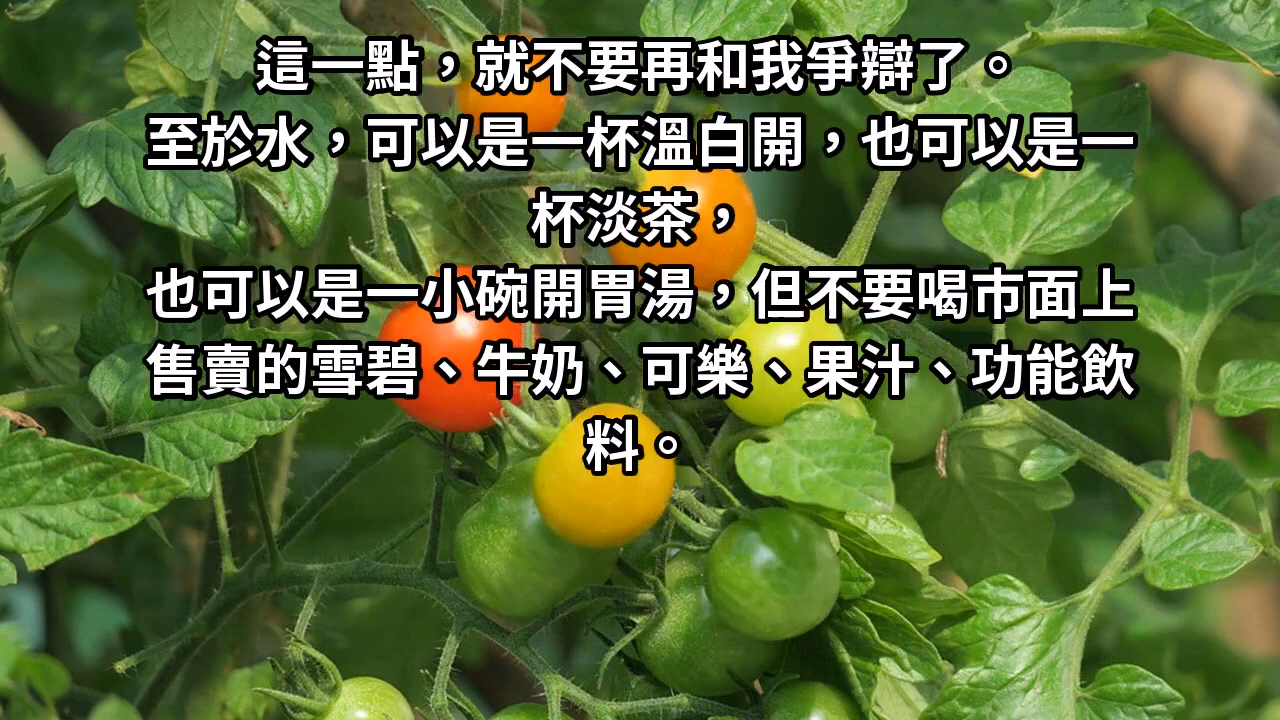 這一點，就不要再和我爭辯了。
至於水，可以是一杯溫白開，也可以是一
杯淡茶，
也可以是一小碗開胃湯，但不要喝市面上
售賣的雪碧、牛奶、可樂、果汁、功能飲
料。